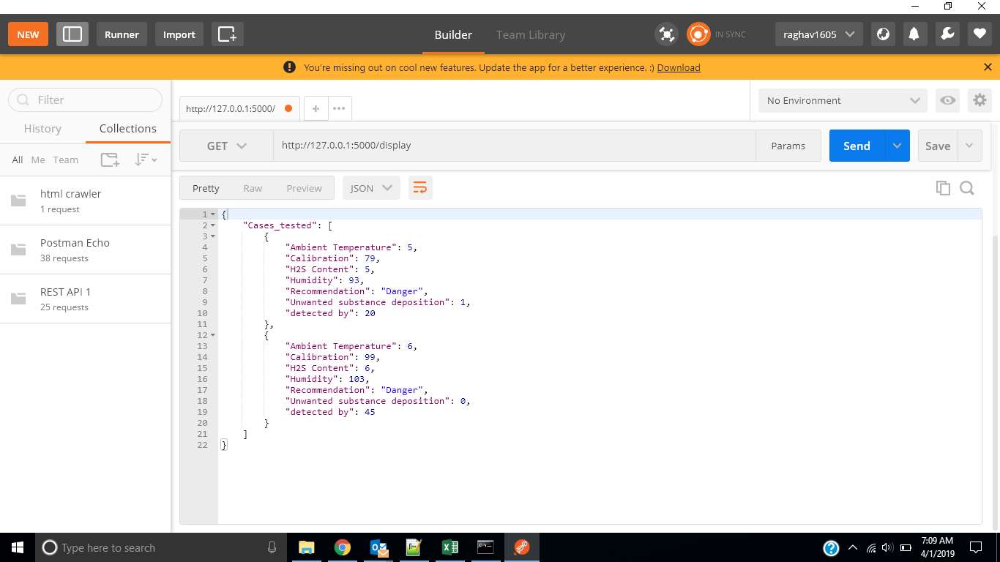 NEW
Runner
Import
Builder
Team Library
IN SYNC
raghav1605
You're missing out on cool new features. Update the app for a better experience. :) Download
Filter
History
Collections
All Me Team
html crawler
1 request
Postman Echo
38 requests
REST API 1
25 requests
http://127.0.0.1:5000/
+
•••
No Environment
GET
http://127.0.0.1:5000/display
Params
Send
Save
Pretty
Raw
Preview
JSON
1 {
2 "Cases_tested": [
3 {
4 "Ambient Temperature": 5,
5 "Calibration": 79,
6 "H2S Content": 5,
7 "Humidity": 93,
8 "Recommendation": "Danger",
9 "Unwanted substance deposition": 1,
10 "detected by": 20
11 },
12 {
13 "Ambient Temperature": 6,
14 "Calibration": 99,
15 "H2S Content": 6,
16 "Humidity": 103,
17 "Recommendation": "Danger",
18 "Unwanted substance deposition": 0,
19 "detected by": 45
20 }
21 ]
22 }
Type here to search
7:09 AM
4/1/2019